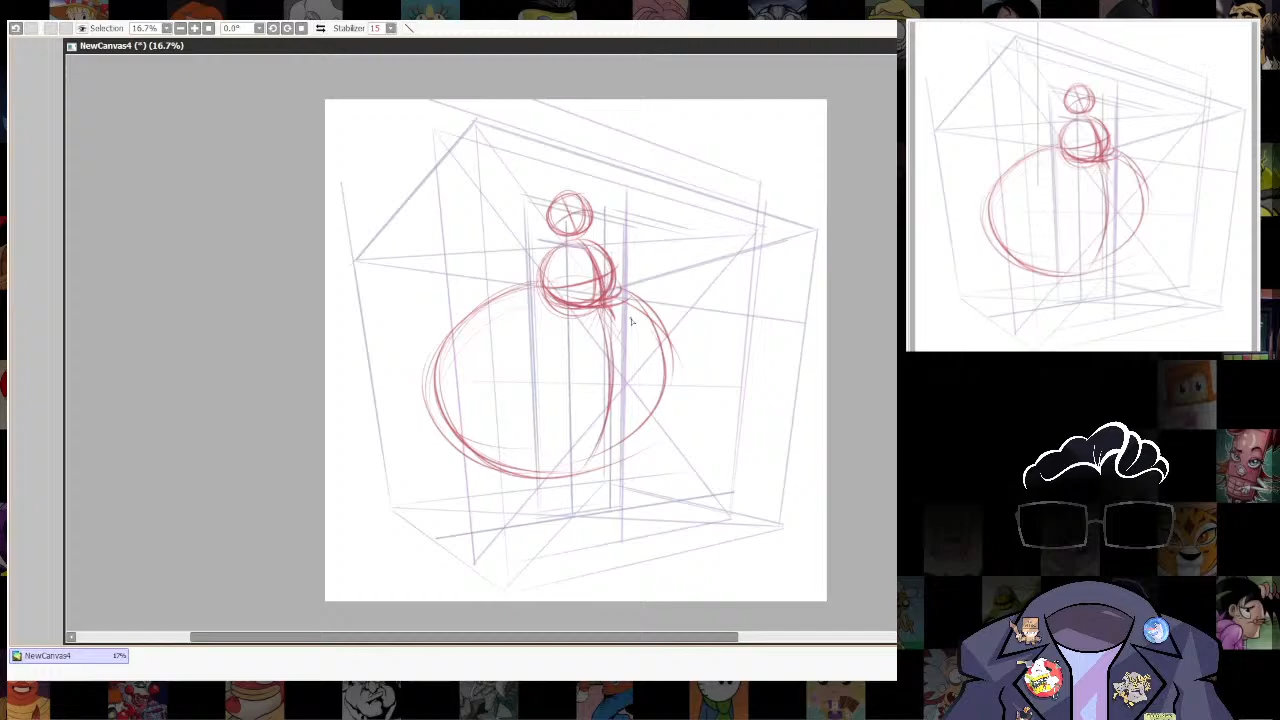 Selection 16.7% 0.0° Stabilizer 15
NewCanvas4 (*) (16.7%)
NewCanvas4 17%